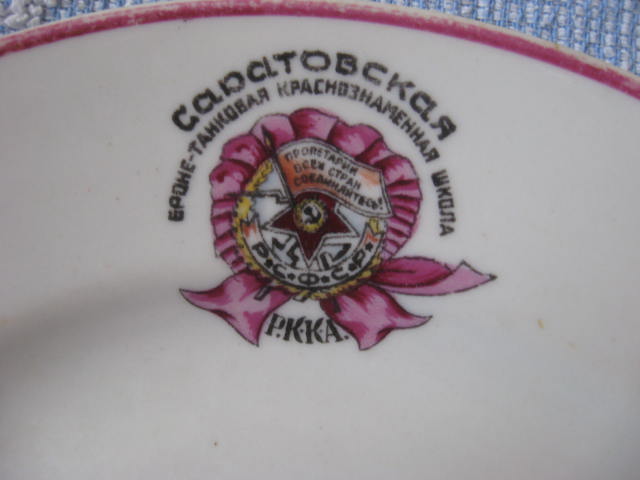 Саратовская
БРОНЕ-ТАНКОВАЯ КРАСНОЗНАМЕННАЯ ШКОЛА
ПРОЛЕТАРИИ
ВСЕХ СТРАН
СОЕДИНЯЙТЕСЬ!
Р.С.Ф.С.Р.
Р.К.К.А.